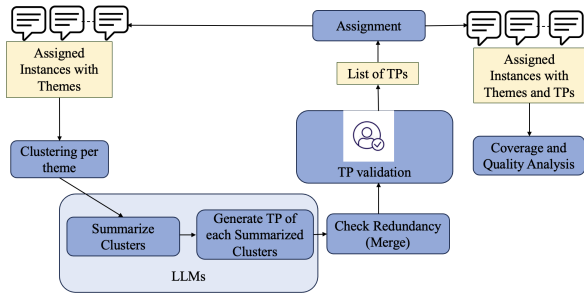 Assignment
Assigned
Instances with
Themes
List of TPs
Assigned
Instances with
Themes and TPs
Clustering per
theme
TP validation
Coverage and
Quality Analysis
Summarize
Clusters
Generate TP of
each Summarized
Clusters
Check Redundancy
(Merge)
LLMs